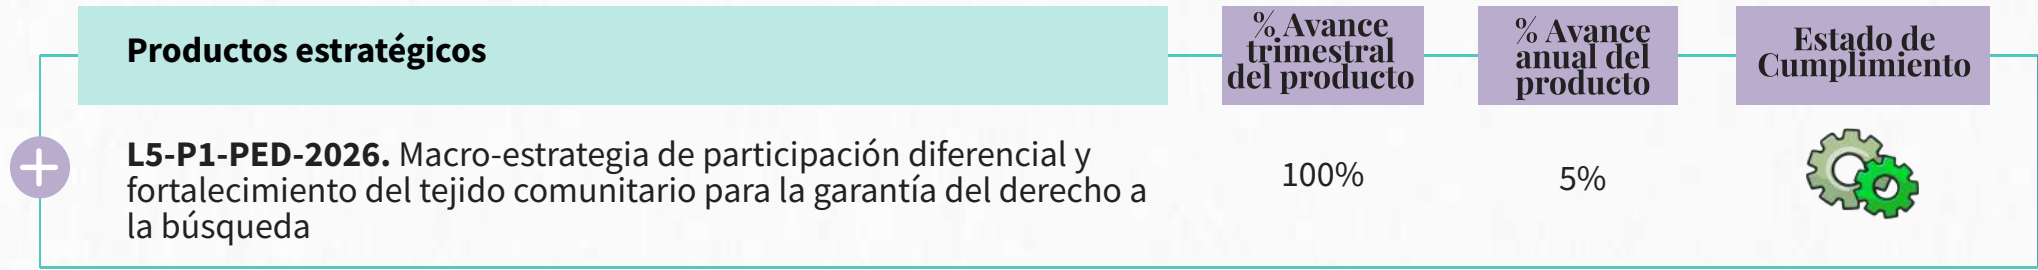 Productos estratégicos
% Avance
trimestral
del producto
% Avance
anual del
producto
Estado de
Cumplimiento
L5-P1-PED-2026. Macro-estrategia de participación diferencial y
fortalecimiento del tejido comunitario para la garantía del derecho a
la búsqueda
100%
5%